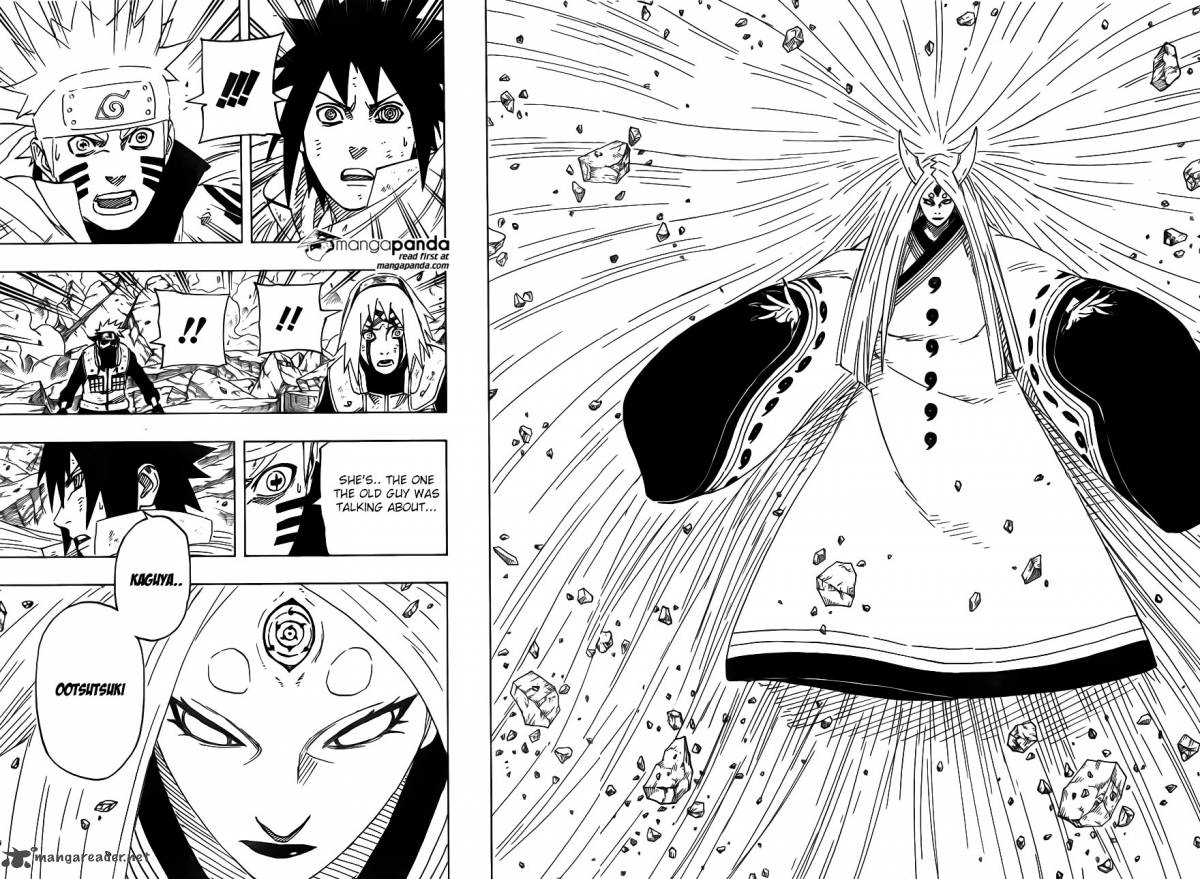 !!!
mangapanda
read first at
mangapanda.com
!!
!!
SHE'S.. THE ONE
THE OLD GUY WAS
TALKING ABOUT...
KAGUYA..
OOTSUTSUKI
mangareader.net